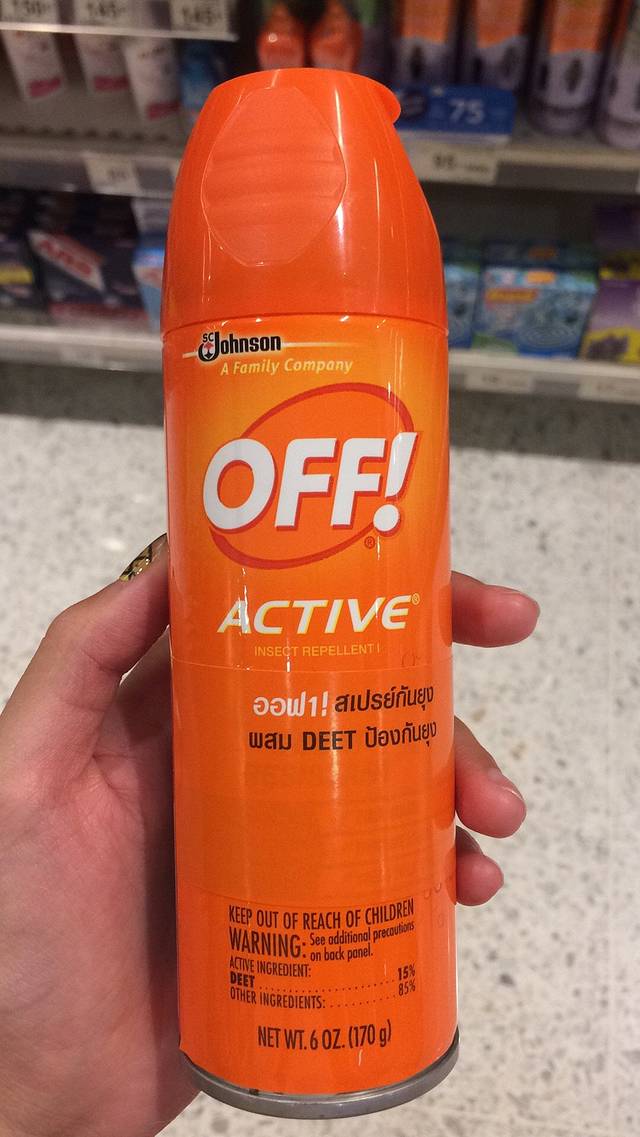 145
75
SC Johnson
A Family Company
OFF!®
ACTIVE®
INSECT REPELLENT I
ออฟ1! สเปรย์กันยุง
ผสม DEET ป้องกันยุง
KEEP OUT OF REACH OF CHILDREN
WARNING: See additional precautions
on back panel.
ACTIVE INGREDIENT:
DEET .................... 15%
OTHER INGREDIENTS: ............ 85%
NET WT. 6 OZ. (170 g)